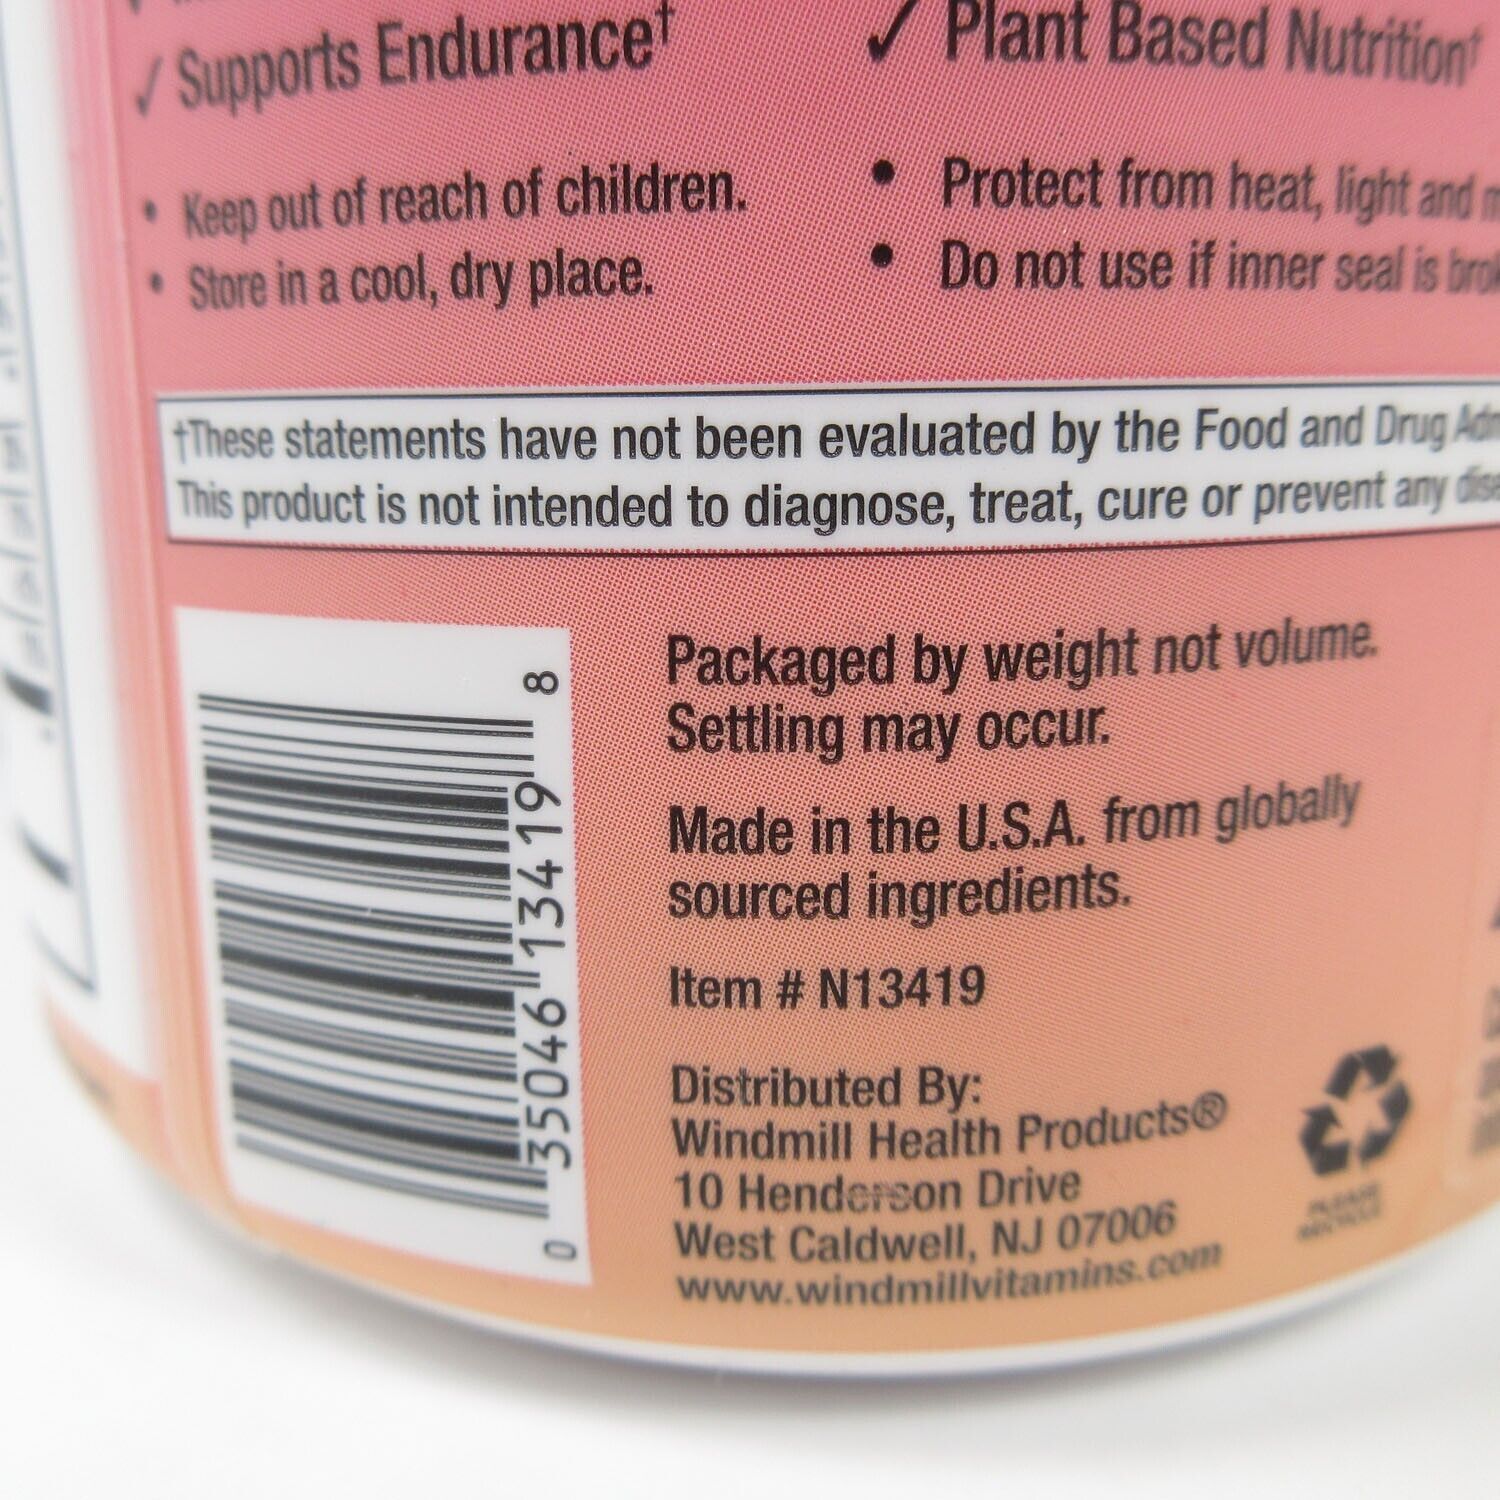 ✓ Supports Endurance†
✓ Plant Based Nutrition†
• Keep out of reach of children.
• Store in a cool, dry place.
• Protect from heat, light and
• Do not use if inner seal is
†These statements have not been evaluated by the Food and Drug
This product is not intended to diagnose, treat, cure or prevent any
0 35046 13419 8
Packaged by weight not volume.
Settling may occur.
Made in the U.S.A. from globally
sourced ingredients.
Item # N13419
Distributed By:
Windmill Health Products®
10 Henderson Drive
West Caldwell, NJ 07006
www.windmillvitamins.com
PLEASE
RECYCLE